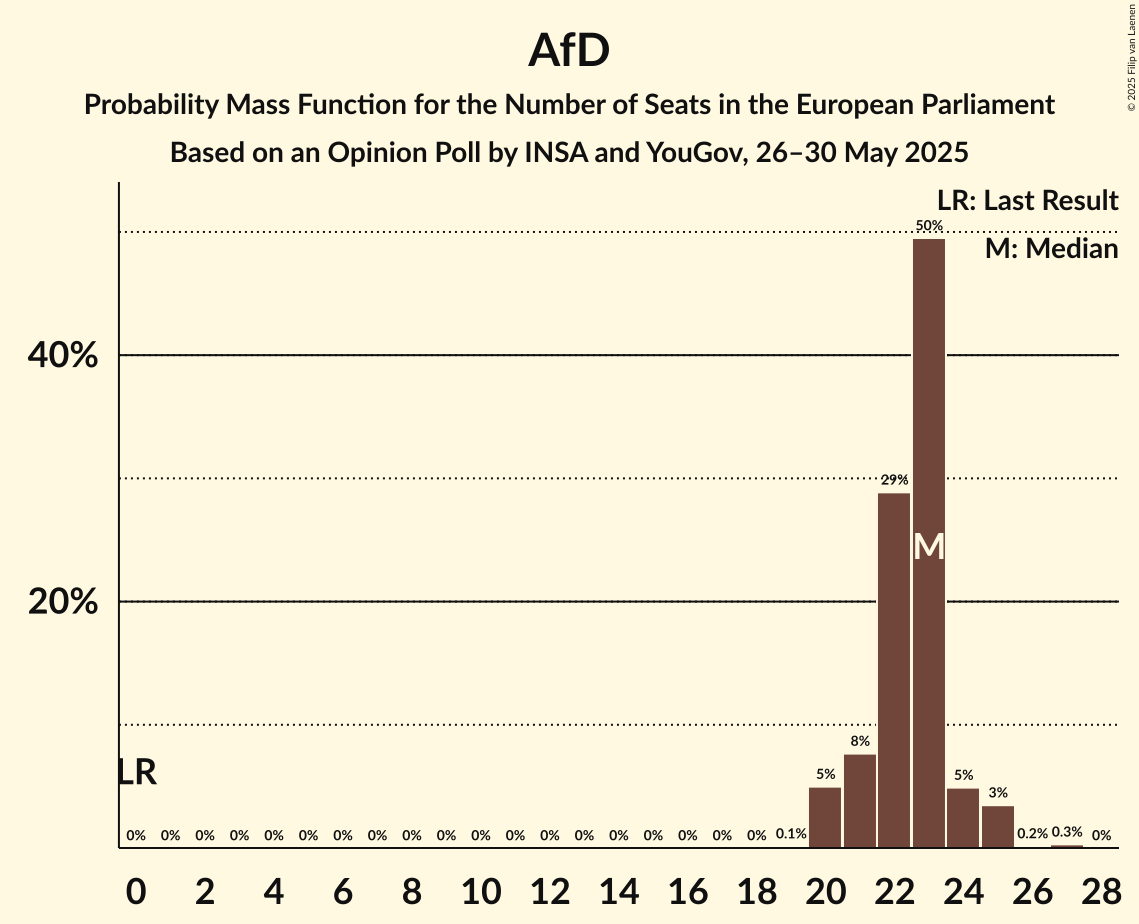 AfD
Probability Mass Function for the Number of Seats in the European Parliament
Based on an Opinion Poll by INSA and YouGov, 26–30 May 2025
© 2025 Filip van Laenen
LR: Last Result
M: Median
50%
40%
29%
M
20%
8%
LR
5%
5%
3%
0% 0% 0% 0% 0% 0% 0% 0% 0% 0% 0% 0% 0% 0% 0% 0% 0% 0% 0% 0.1% 0.2% 0.3% 0%
0 2 4 6 8 10 12 14 16 18 20 22 24 26 28